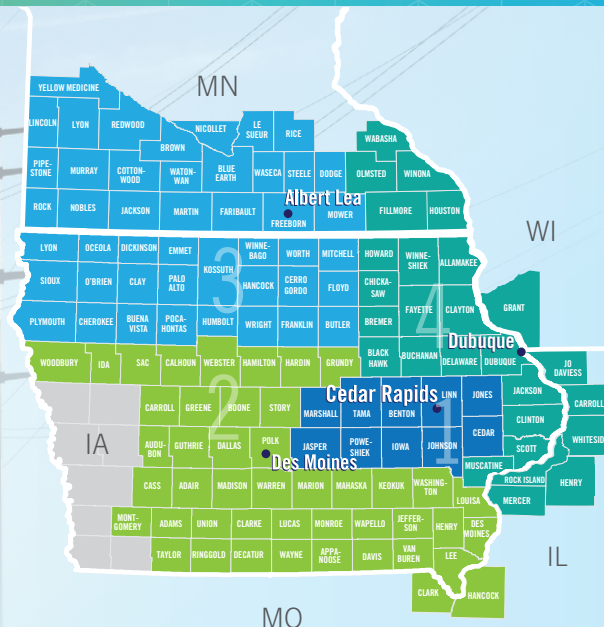 MN
YELLOW MEDICINE
LINCOLN
LYON
REDWOOD
NICOLLET
LE
SUEUR
RICE
BROWN
WABASHA
PIPE-
STONE
MURRAY
COTTON-
WOOD
WATON-
WAN
BLUE
EARTH
WASECA
STEELE
DODGE
OLMSTED
WINONA
ROCK
NOBLES
JACKSON
MARTIN
FARIBAULT
Albert Lea
FREEBORN
MOWER
FILLMORE
HOUSTON
WI
LYON
OCEOLA
DICKINSON
EMMET
KOSSUTH
3
WINNE-
BAGO
WORTH
MITCHELL
HOWARD
WINNE-
SHIEK
ALLAMAKEE
SIOUX
O'BRIEN
CLAY
PALO
ALTO
HANCOCK
CERRO
GORDO
FLOYD
CHICKA-
SAW
FAYETTE
4
CLAYTON
GRANT
PLYMOUTH
CHEROKEE
BUENA
VISTA
POCA-
HONTAS
HUMBOLT
WRIGHT
FRANKLIN
BUTLER
BREMER
Dubuque
WOODBURY
IDA
SAC
CALHOUN
WEBSTER
HAMILTON
HARDIN
GRUNDY
BLACK
HAWK
BUCHANAN
DELAWARE
DUBUQUE
JO
DAVIESS
CARROLL
GREENE
2
BOONE
STORY
Cedar Rapids
MARSHALL
TAMA
BENTON
LINN
JONES
JACKSON
CARROLL
IA
AUDU-
BON
GUTHRIE
DALLAS
POLK
Des Moines
JASPER
POWE-
SHIEK
IOWA
JOHNSON
1
CEDAR
CLINTON
SCOTT
WHITESID
MUSCATINE
CASS
ADAIR
MADISON
WARREN
MARION
MAHASKA
KEOKUK
WASHING-
TON
LOUISA
ROCK ISLAND
HENRY
MERCER
MONT-
GOMERY
ADAMS
UNION
CLARKE
LUCAS
MONROE
WAPELLO
JEFFER-
SON
HENRY
DES
MOINES
TAYLOR
RINGGOLD
DECATUR
WAYNE
APPA-
NOOSE
DAVIS
VAN
BUREN
LEE
IL
CLARK
HANCOCK
MO